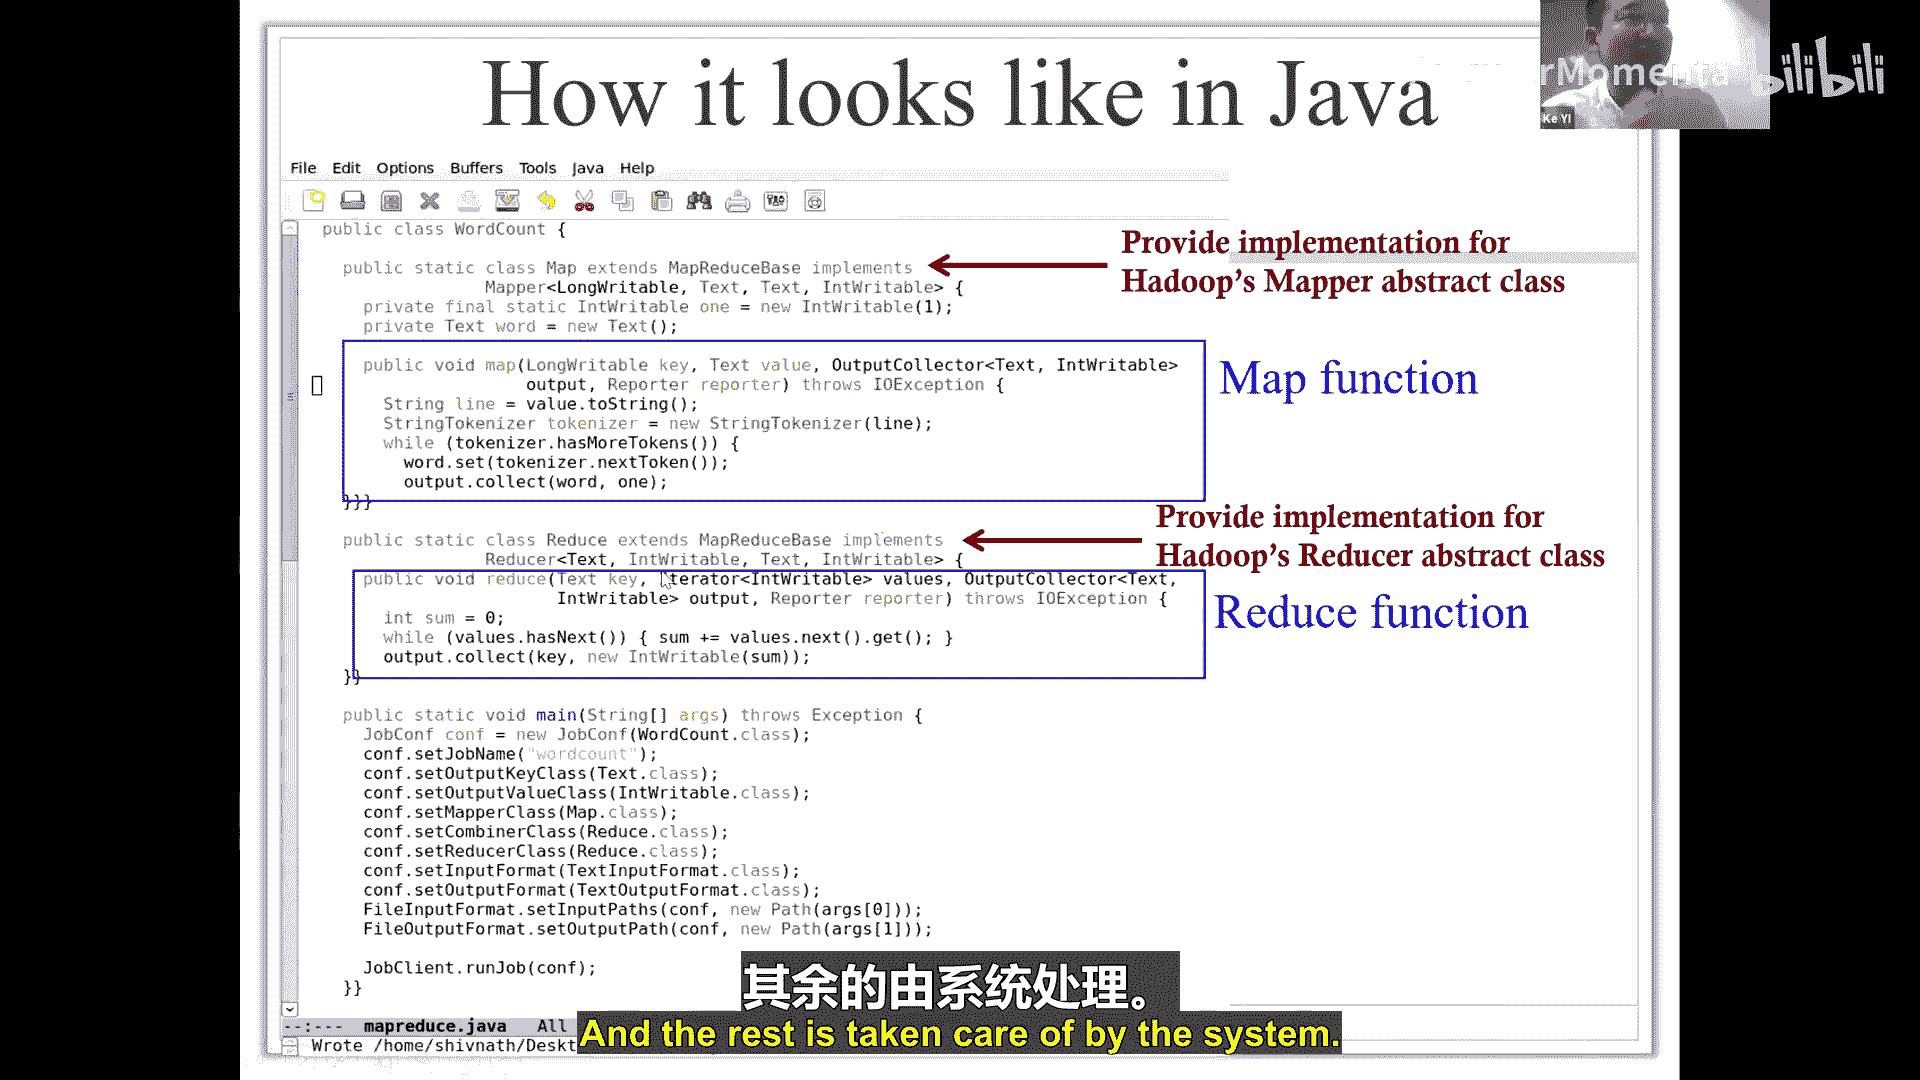 How it looks like in Java
rMomenta
bilibili
Ke YI
File Edit Options Buffers Tools Java Help
public class WordCount {
public static class Map extends MapReduceBase implements
Mapper<LongWritable, Text, Text, IntWritable> {
private final static IntWritable one = new IntWritable(1);
private Text word = new Text();
Provide implementation for
Hadoop's Mapper abstract class
public void map(LongWritable key, Text value, OutputCollector<Text, IntWritable>
output, Reporter reporter) throws IOException {
String line = value.toString();
StringTokenizer tokenizer = new StringTokenizer(line);
while (tokenizer.hasMoreTokens()) {
word.set(tokenizer.nextToken());
output.collect(word, one);
}}}
Map function
public static class Reduce extends MapReduceBase implements
Reducer<Text, IntWritable, Text, IntWritable> {
Provide implementation for
Hadoop's Reducer abstract class
public void reduce(Text key, Iterator<IntWritable> values, OutputCollector<Text,
IntWritable> output, Reporter reporter) throws IOException {
int sum = 0;
while (values.hasNext()) { sum += values.next().get(); }
output.collect(key, new IntWritable(sum));
}}
Reduce function
public static void main(String[] args) throws Exception {
JobConf conf = new JobConf(WordCount.class);
conf.setJobName("wordcount");
conf.setOutputKeyClass(Text.class);
conf.setOutputValueClass(IntWritable.class);
conf.setMapperClass(Map.class);
conf.setCombinerClass(Reduce.class);
conf.setReducerClass(Reduce.class);
conf.setInputFormat(TextInputFormat.class);
conf.setOutputFormat(TextOutputFormat.class);
FileInputFormat.setInputPaths(conf, new Path(args[0]));
FileOutputFormat.setOutputPath(conf, new Path(args[1]));
JobClient.runJob(conf);
}}
--:--- mapreduce.java All
Wrote /home/shivnath/Deskt
其余的由系统处理。
And the rest is taken care of by the system.